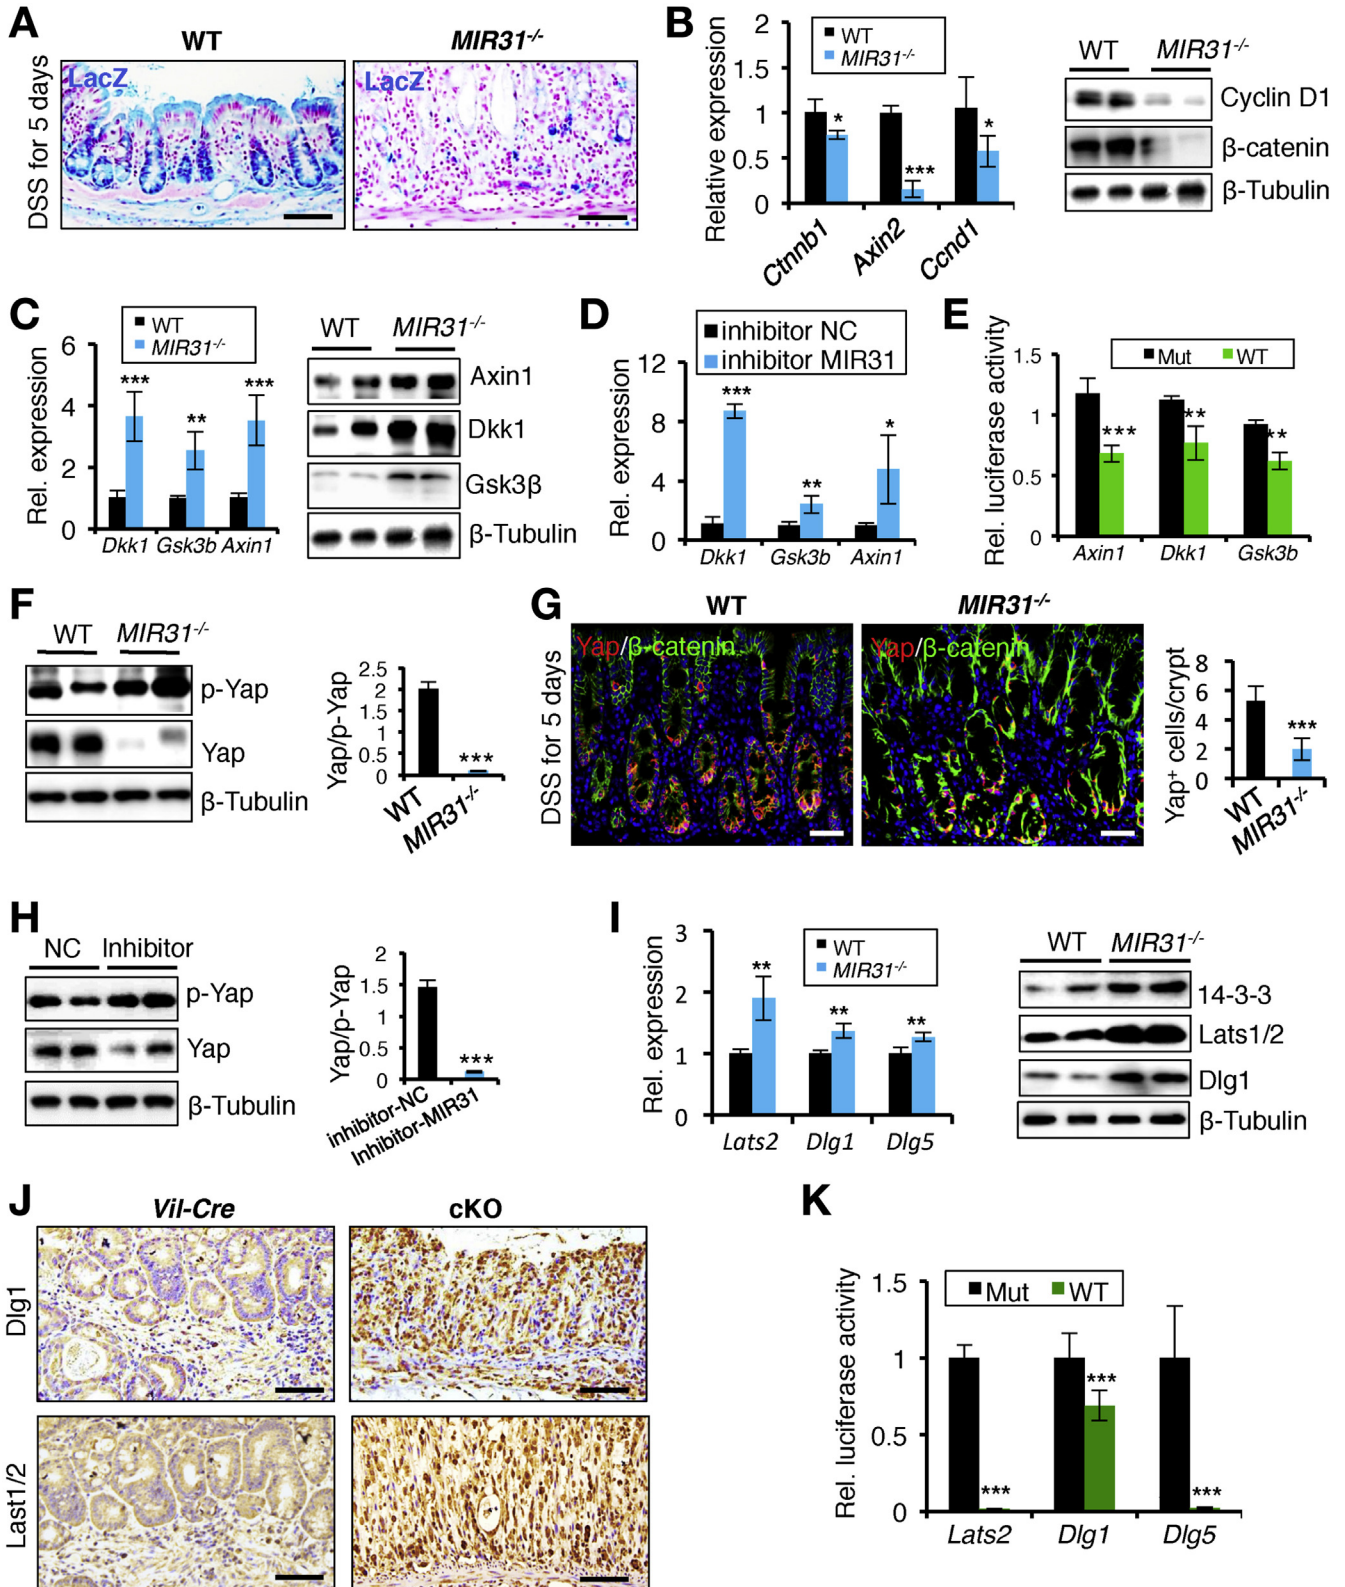 A
WT
MIR31-/-
DSS for 5 days
LacZ
LacZ
B
Relative expression
2
1.5
1
0.5
0
WT
MIR31-/-
*
***
*
Ctnnb1
Axin2
Ccnd1
WT
MIR31-/-
Cyclin D1
β-catenin
β-Tubulin
C
Rel. expression
6
4
2
0
WT
MIR31-/-
***
**
***
Dkk1 Gsk3b Axin1
WT
MIR31-/-
Axin1
Dkk1
Gsk3β
β-Tubulin
D
Rel. expression
12
8
4
0
inhibitor NC
inhibitor MIR31
***
**
*
Dkk1 Gsk3b Axin1
E
Rel. luciferase activity
1.5
1
0.5
0
Mut
WT
***
**
**
Axin1 Dkk1 Gsk3b
F
WT
MIR31-/-
p-Yap
Yap
β-Tubulin
Yap/p-Yap
2.5
2
1.5
1
0.5
0
***
WT
MIR31-/-
G
WT
MIR31-/-
DSS for 5 days
Yap/β-catenin
Yap/β-catenin
Yap+ cells/crypt
8
6
4
2
0
***
WT
MIR31-/-
H
NC
Inhibitor
p-Yap
Yap
β-Tubulin
Yap/p-Yap
2
1.5
1
0.5
0
***
inhibitor-NC
Inhibitor-MIR31
I
Rel. expression
3
2
1
0
WT
MIR31-/-
**
**
**
Lats2 Dlg1 Dlg5
WT
MIR31-/-
14-3-3
Lats1/2
Dlg1
β-Tubulin
J
Vil-Cre
cKO
Dlg1
Last1/2
K
Rel. luciferase activity
1.5
1
0.5
0
Mut
WT
***
***
***
Lats2 Dlg1 Dlg5